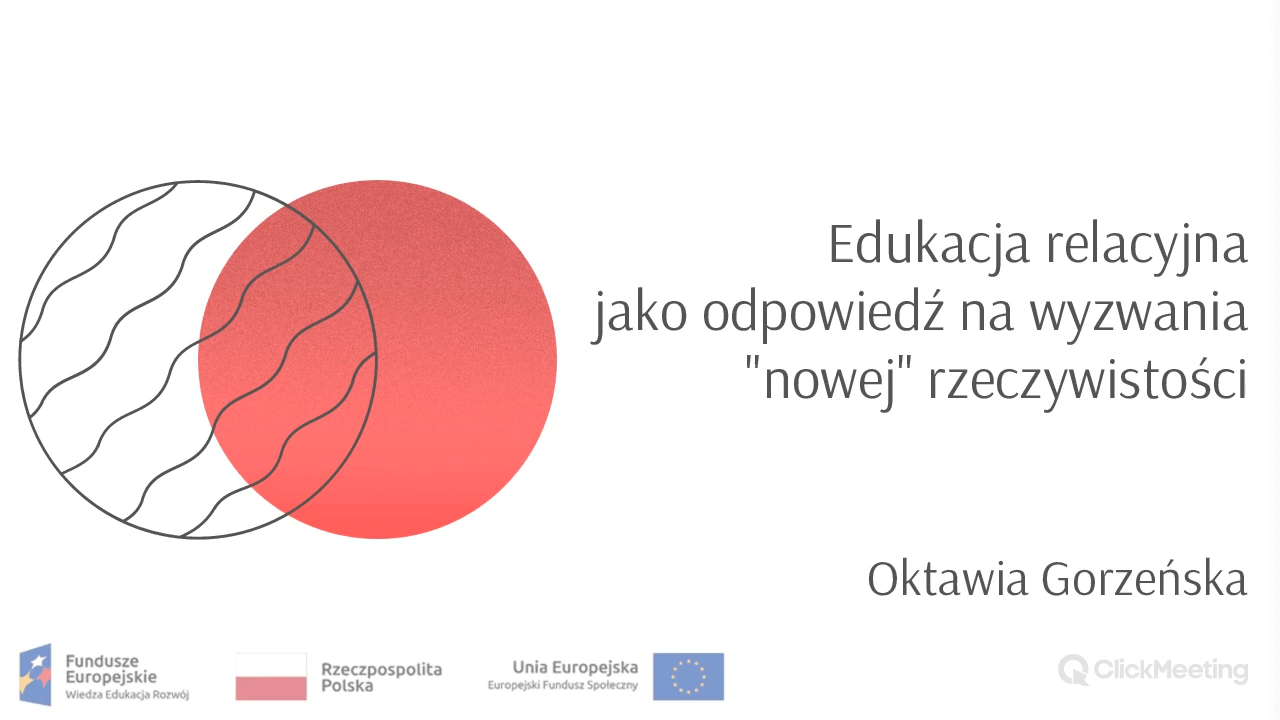 Edukacja relacyjna
jako odpowiedź na wyzwania
"nowej" rzeczywistości
Oktawia Gorzeńska
Fundusze
Europejskie
Wiedza Edukacja Rozwój
Rzeczpospolita
Polska
Unia Europejska
Europejski Fundusz Społeczny
ClickMeeting